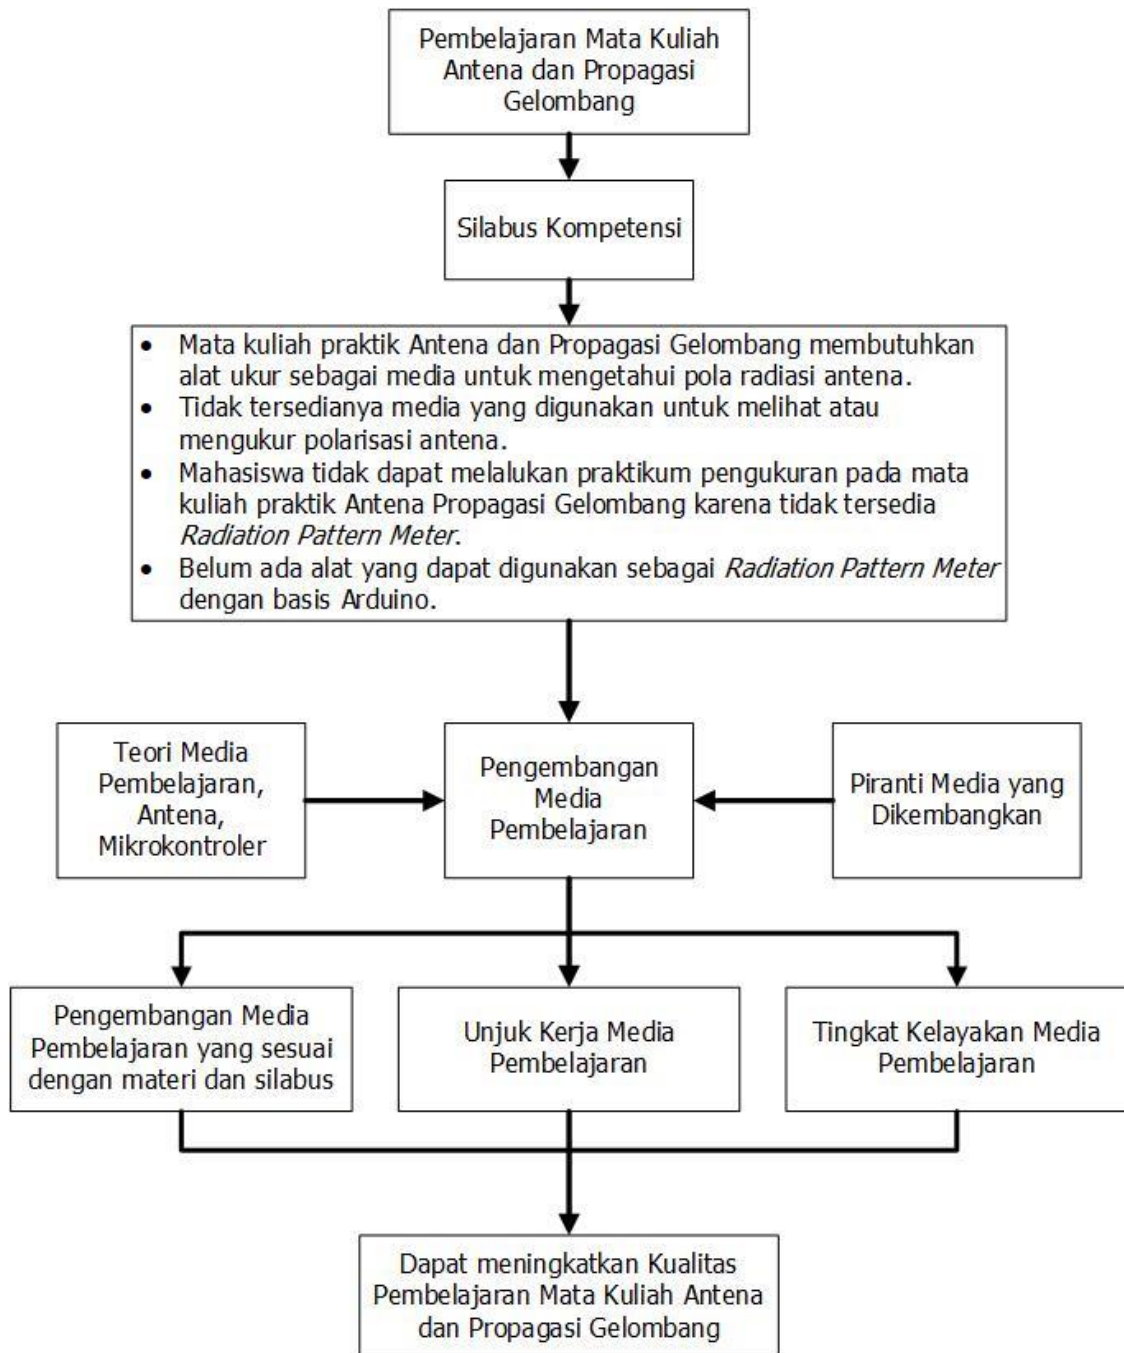 Pembelajaran Mata Kuliah
Antena dan Propagasi
Gelombang
Silabus Kompetensi
• Mata kuliah praktik Antena dan Propagasi Gelombang membutuhkan
alat ukur sebagai media untuk mengetahui pola radiasi antena.
• Tidak tersedianya media yang digunakan untuk melihat atau
mengukur polarisasi antena.
• Mahasiswa tidak dapat melalukan praktikum pengukuran pada mata
kuliah praktik Antena Propagasi Gelombang karena tidak tersedia
Radiation Pattern Meter.
• Belum ada alat yang dapat digunakan sebagai Radiation Pattern Meter
dengan basis Arduino.
Teori Media
Pembelajaran,
Antena,
Mikrokontroler
Pengembangan
Media
Pembelajaran
Piranti Media yang
Dikembangkan
Pengembangan Media
Pembelajaran yang sesuai
dengan materi dan silabus
Unjuk Kerja Media
Pembelajaran
Tingkat Kelayakan Media
Pembelajaran
Dapat meningkatkan Kualitas
Pembelajaran Mata Kuliah Antena
dan Propagasi Gelombang